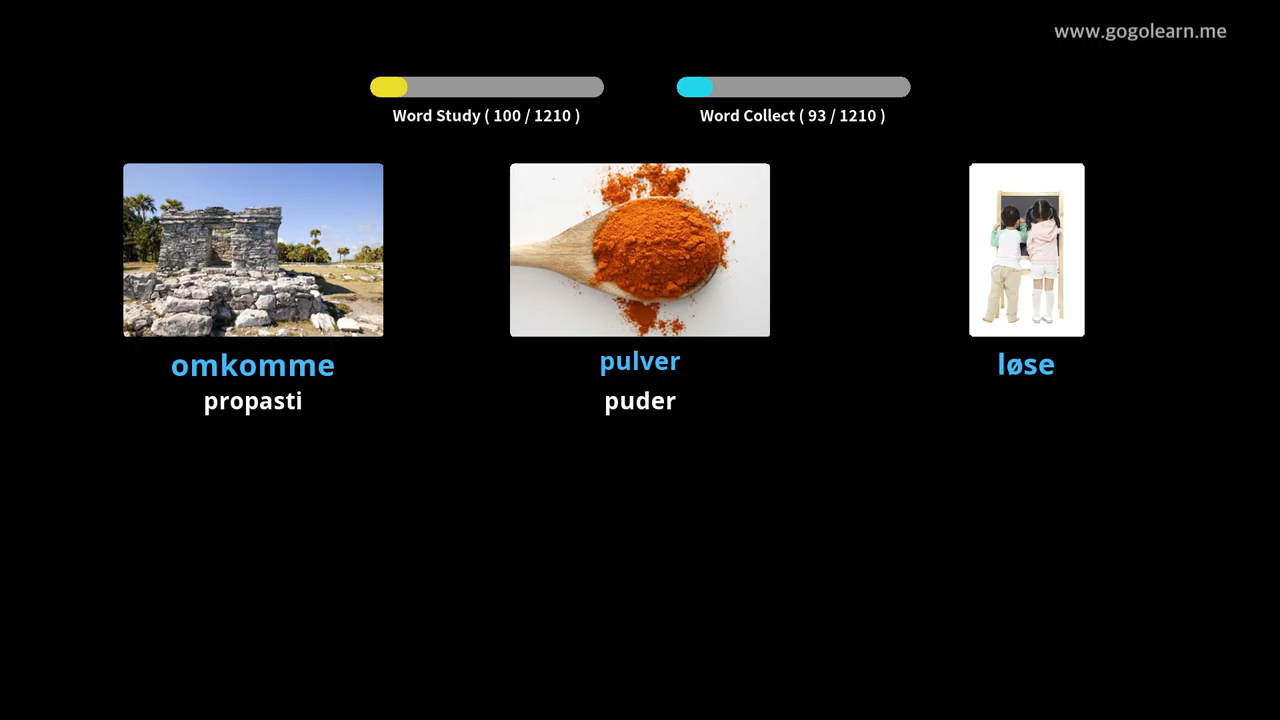 www.gogolearn.me
Word Study ( 100 / 1210 )
Word Collect ( 93 / 1210 )
omkomme
propasti
pulver
puder
løse